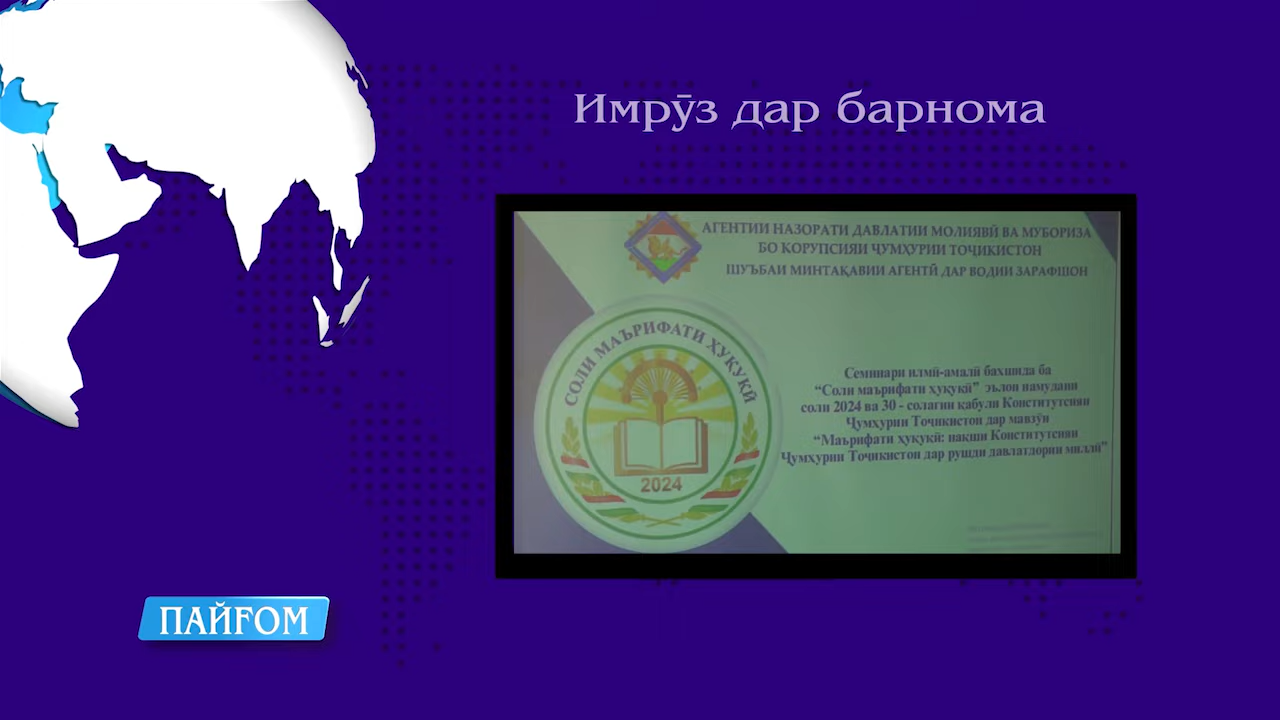 Имрӯз дар барнома
АГЕНТИИ НАЗОРАТИ ДАВЛАТИИ МОЛИЯВӢ ВА МУБОРИЗА
БО КОРУПСИЯИ ҶУМҲУРИИ ТОҶИКИСТОН
ШУЪБАИ МИНТАҚАВИИ АГЕНТӢ ДАР ВОДИИ ЗАРАФШОН
СОЛИ МАЪРИФАТИ ҲУҚУҚӢ
2024
Семинари илмӣ-амалӣ бахшида ба
“Соли маърифати ҳуқуқӣ” эълон намудани
соли 2024 ва 30 - солагии қабули Конститутсияи
Ҷумҳурии Тоҷикистон дар мавзӯи
“Маърифати ҳуқуқӣ: нақши Конститутсияи
Ҷумҳурии Тоҷикистон дар рушди давлатдории миллӣ”
ПАЙҒОМ